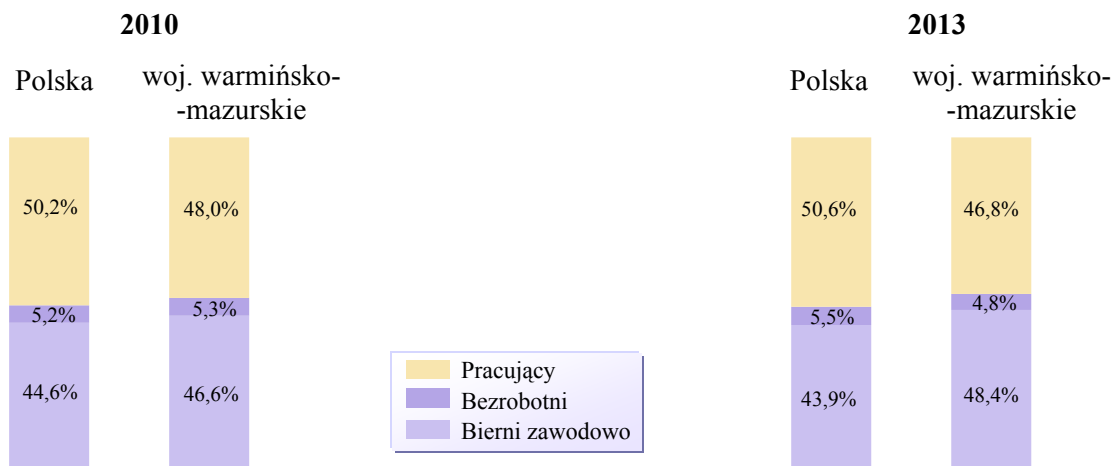 2010
2013
Polska
woj. warmińsko-
-mazurskie
Polska
woj. warmińsko-
-mazurskie
50,2%
48,0%
50,6%
46,8%
5,2%
5,3%
5,5%
4,8%
44,6%
46,6%
43,9%
48,4%
Pracujący
Bezrobotni
Bierni zawodowo